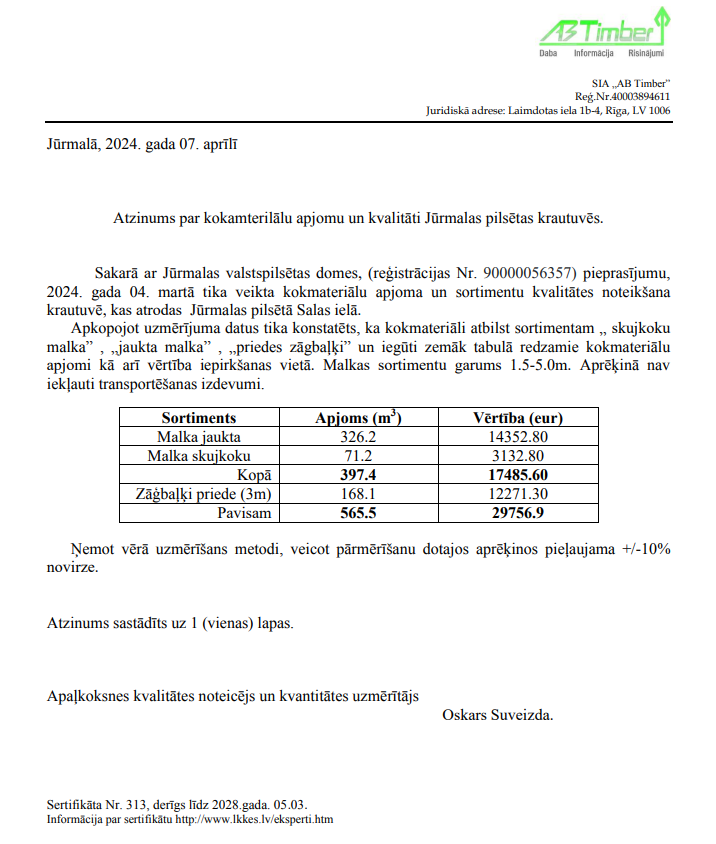 AB Timber
Daba Informācija Risinājumi
SIA „AB Timber”
Reģ.Nr.40003894611
Juridiskā adrese: Laimdotas iela 1b-4, Rīga, LV 1006
Jūrmalā, 2024. gada 07. aprīlī
Atzinums par kokamterilālu apjomu un kvalitāti Jūrmalas pilsētas krautuvēs.
Sakarā ar Jūrmalas valstspilsētas domes, (reģistrācijas Nr. 90000056357) pieprasījumu,
2024. gada 04. martā tika veikta kokmateriālu apjoma un sortimentu kvalitātes noteikšana
krautuvē, kas atrodas Jūrmalas pilsētā Salas ielā.
Apkopojot uzmērījuma datus tika konstatēts, ka kokmateriāli atbilst sortimentam „ skujkoku
malka” , „jaukta malka” , „priedes zāgbaļķi” un iegūti zemāk tabulā redzamie kokmateriālu
apjomi kā arī vērtība iepirkšanas vietā. Malkas sortimentu garums 1.5-5.0m. Aprēķinā nav
iekļauti transportēšanas izdevumi.
Sortiments Apjoms (m³) Vērtība (eur)
Malka jaukta 326.2 14352.80
Malka skujkoku 71.2 3132.80
Kopā 397.4 17485.60
Zāģbaļķi priede (3m) 168.1 12271.30
Pavisam 565.5 29756.9
Ņemot vērā uzmērīšans metodi, veicot pārmērīšanu dotajos aprēķinos pieļaujama +/-10%
novirze.
Atzinums sastādīts uz 1 (vienas) lapas.
Apaļkoksnes kvalitātes noteicējs un kvantitātes uzmērītājs
Oskars Suveizda.
Sertifikāta Nr. 313, derīgs līdz 2028.gada. 05.03.
Informācija par sertifikātu http://www.lkkes.lv/eksperti.htm